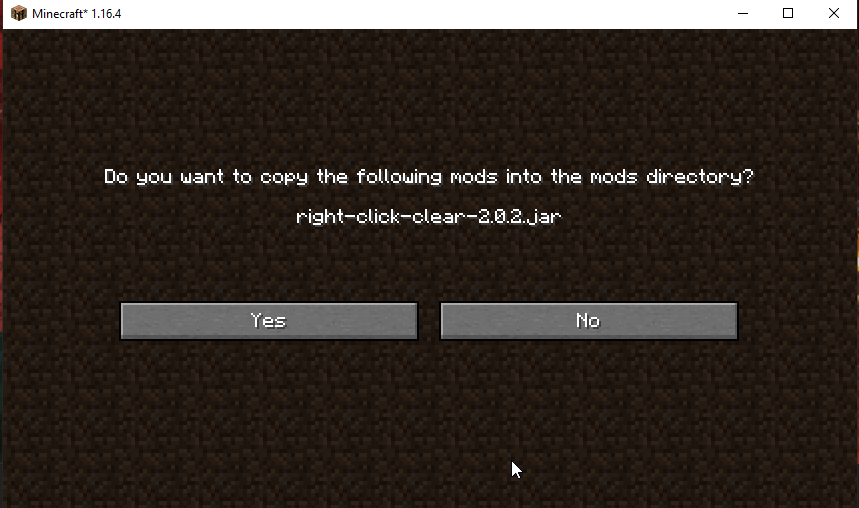 Minecraft* 1.16.4
Do you want to copy the following mods into the mods directory?
right-click-clear-2.0.2.jar
Yes
No